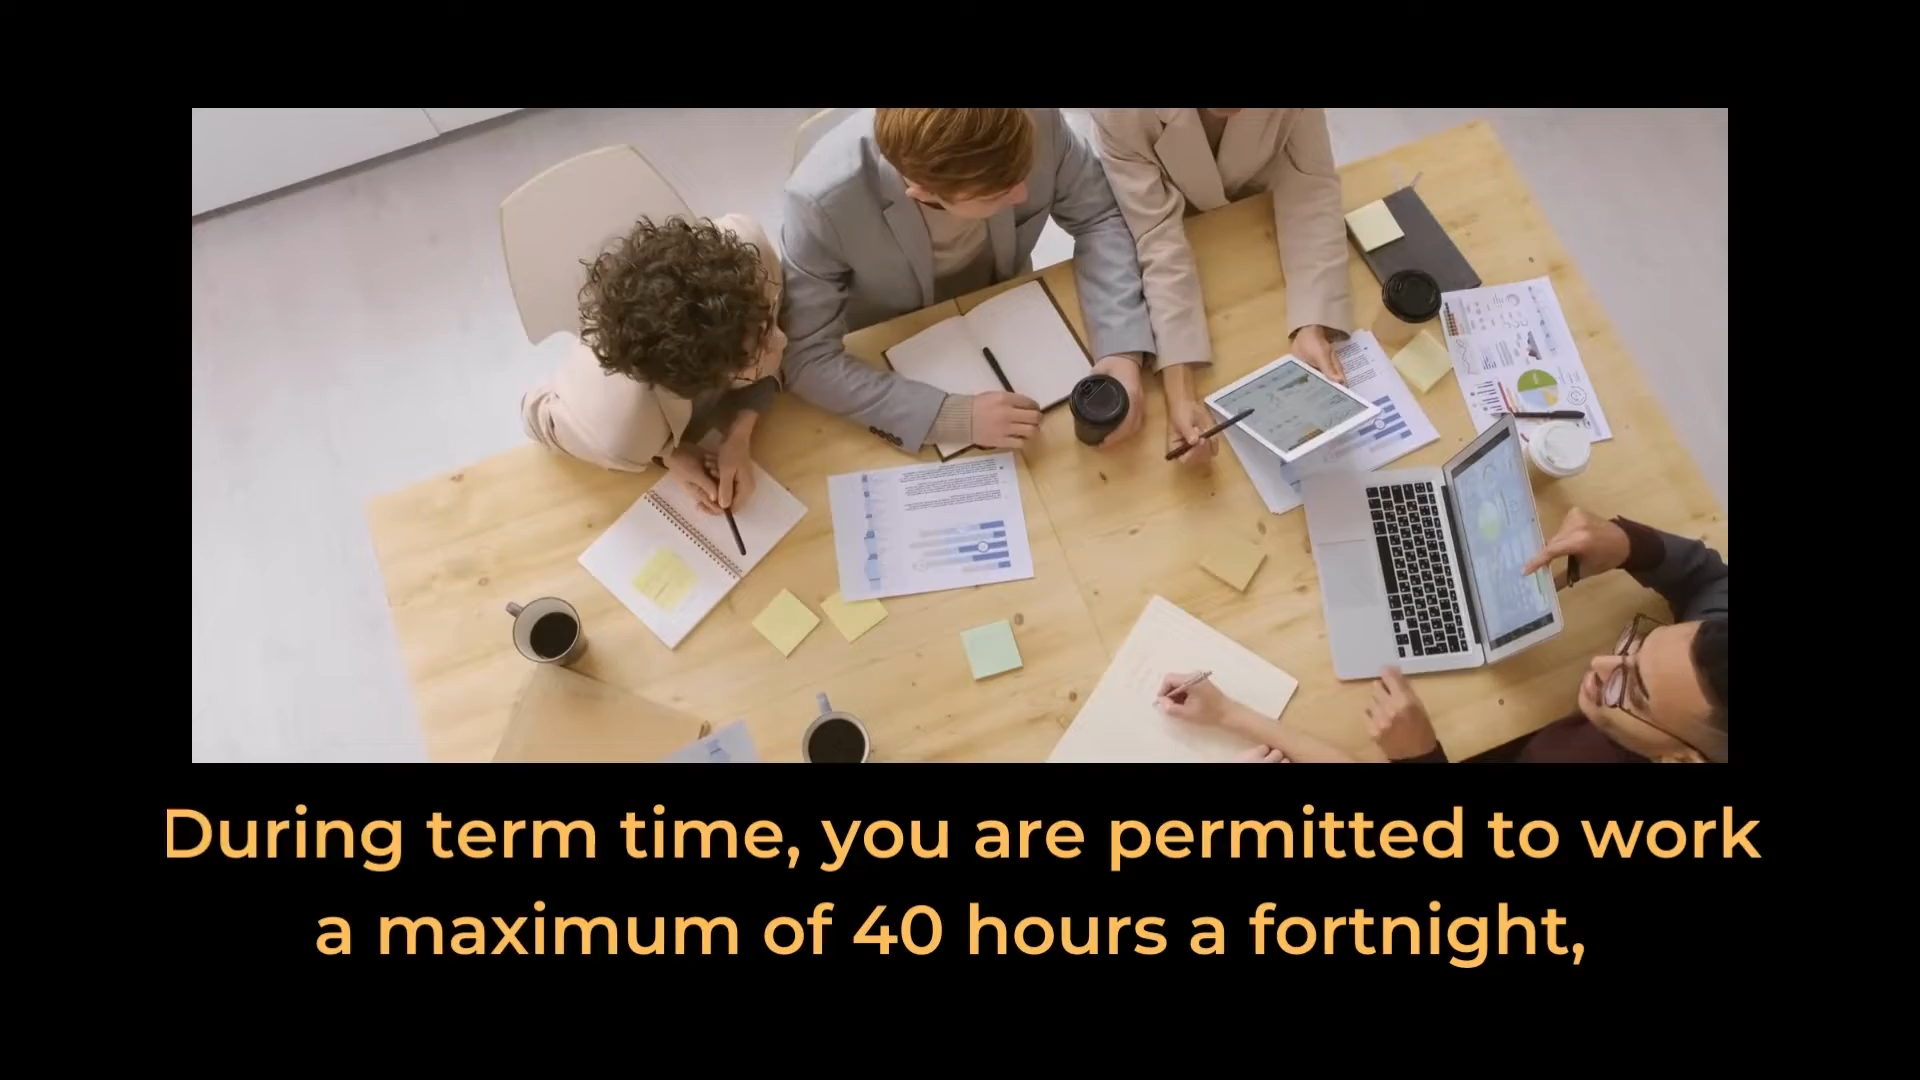 During term time, you are permitted to work
a maximum of 40 hours a fortnight,